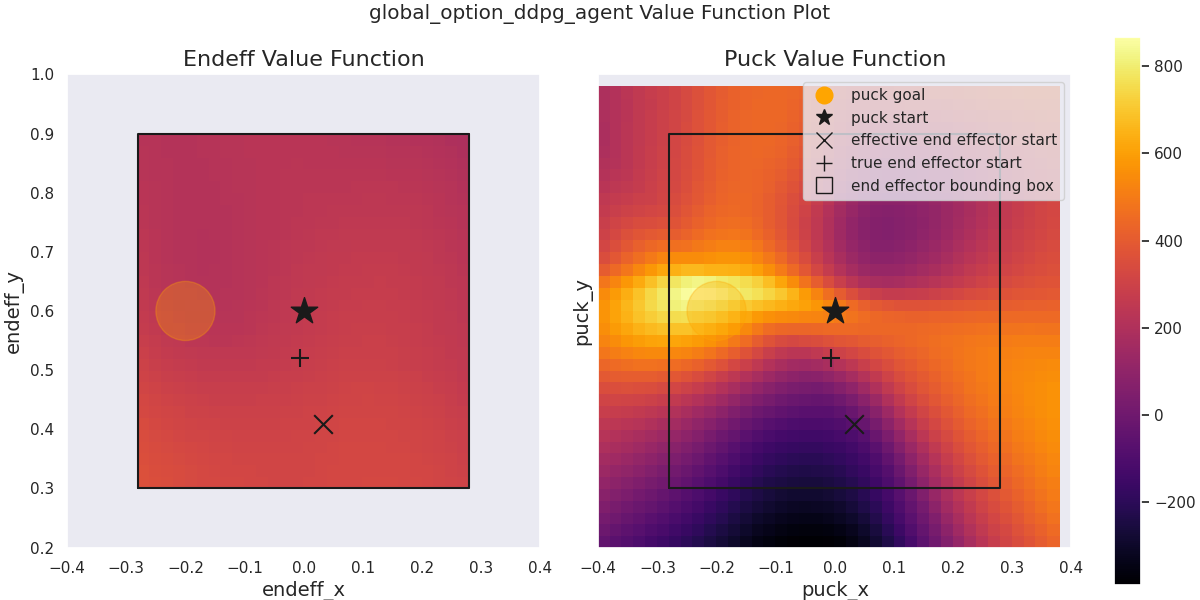 global_option_ddpg_agent Value Function Plot
Endeff Value Function
1.0
0.9
0.8
0.7
0.6
0.5
0.4
0.3
0.2
endeff_y
−0.4 −0.3 −0.2 −0.1 0.0 0.1 0.2 0.3 0.4
endeff_x
Puck Value Function
puck goal
puck start
effective end effector start
true end effector start
end effector bounding box
puck_y
−0.4 −0.3 −0.2 −0.1 0.0 0.1 0.2 0.3 0.4
puck_x
800
600
400
200
0
−200